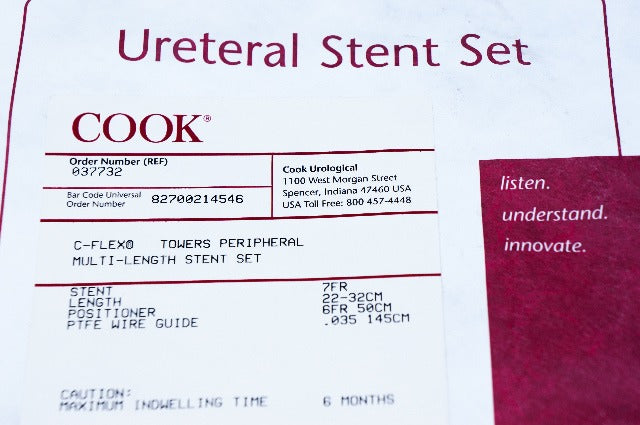 Ureteral Stent Set
COOK®
Order Number (REF)
037732
Bar Code Universal
Order Number 82700214546
Cook Urological
1100 West Morgan Street
Spencer, Indiana 47460 USA
USA Toll Free: 800 457-4448
listen.
understand.
innovate.
C-FLEX® TOWERS PERIPHERAL
MULTI-LENGTH STENT SET
STENT 7FR
LENGTH 22-32CM
POSITIONER 6FR 50CM
PTFE WIRE GUIDE .035 145CM
CAUTION:
MAXIMUM INDWELLING TIME 6 MONTHS